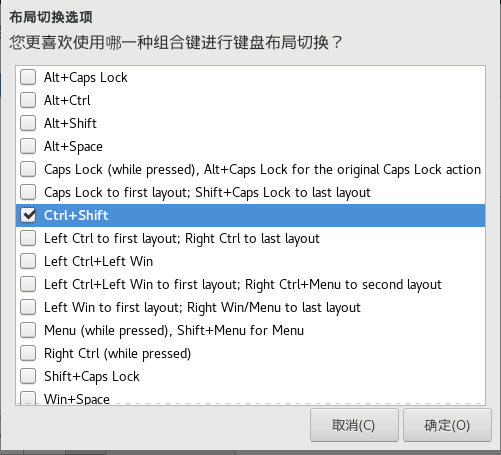 布局切换选项
您更喜欢使用哪一种组合键进行键盘布局切换？
Alt+Caps Lock
Alt+Ctrl
Alt+Shift
Alt+Space
Caps Lock (while pressed), Alt+Caps Lock for the original Caps Lock action
Caps Lock to first layout; Shift+Caps Lock to last layout
Ctrl+Shift
Left Ctrl to first layout; Right Ctrl to last layout
Left Ctrl+Left Win
Left Ctrl+Left Win to first layout; Right Ctrl+Menu to second layout
Left Win to first layout; Right Win/Menu to last layout
Menu (while pressed), Shift+Menu for Menu
Right Ctrl (while pressed)
Shift+Caps Lock
Win+Space
取消(C) 确定(O)